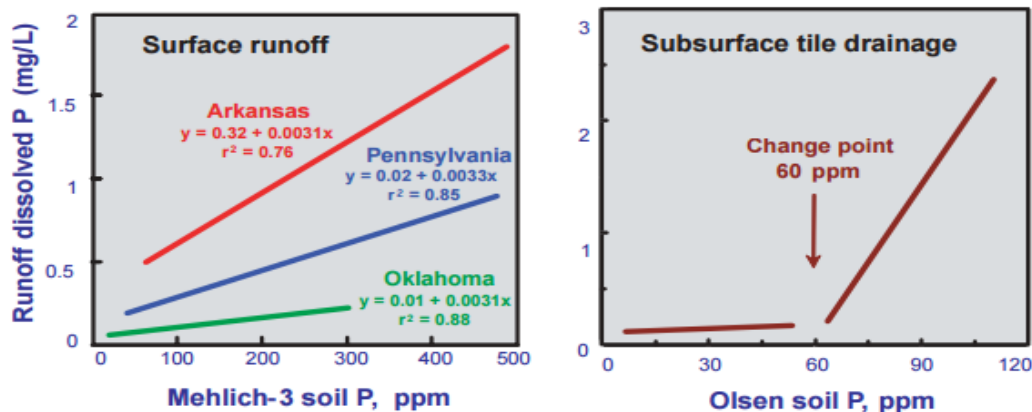 Surface runoff
Runoff dissolved P (mg/L)
2
1.5
1
0.5
0
Arkansas
y = 0.32 + 0.0031x
r² = 0.76
Pennsylvania
y = 0.02 + 0.0033x
r² = 0.85
Oklahoma
y = 0.01 + 0.0031x
r² = 0.88
0 100 200 300 400 500
Mehlich-3 soil P, ppm
Subsurface tile drainage
3
2
1
0
Change point
60 ppm
0 30 60 90 120
Olsen soil P, ppm